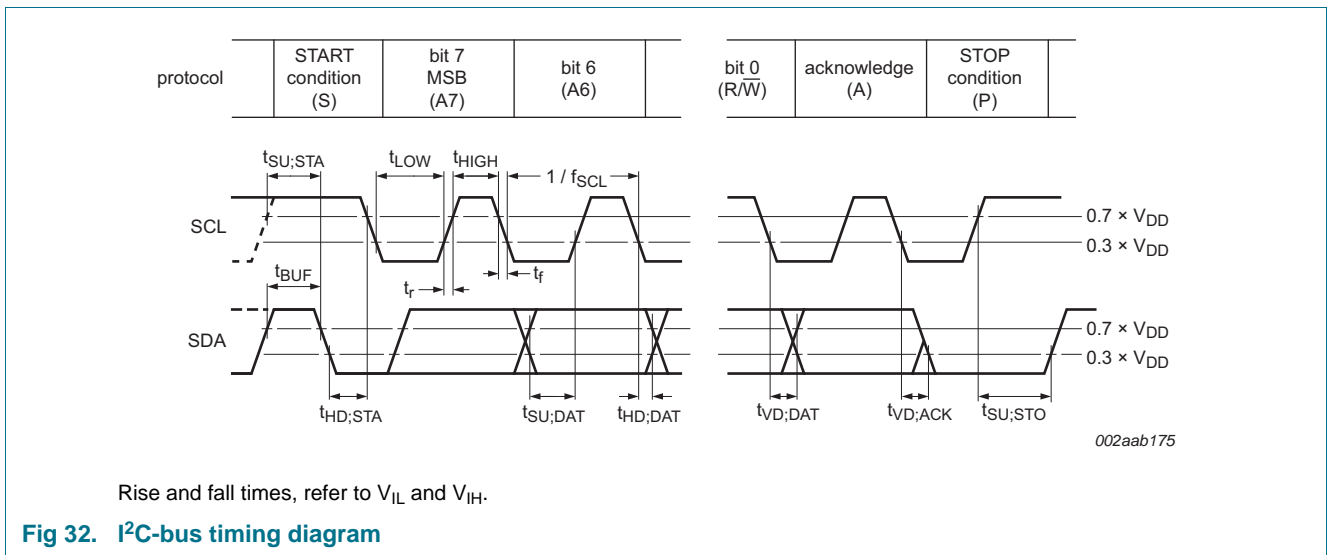 protocol
START
condition
(S)
bit 7
MSB
(A7)
bit 6
(A6)
bit 0
(R/W̅)
acknowledge
(A)
STOP
condition
(P)
tSU;STA
tLOW
tHIGH
1 / fSCL
SCL
0.7 × VDD
0.3 × VDD
tBUF
tr
tf
SDA
0.7 × VDD
0.3 × VDD
tHD;STA
tSU;DAT
tHD;DAT
tVD;DAT
tVD;ACK
tSU;STO
002aab175
Rise and fall times, refer to VIL and VIH.
Fig 32. I²C-bus timing diagram